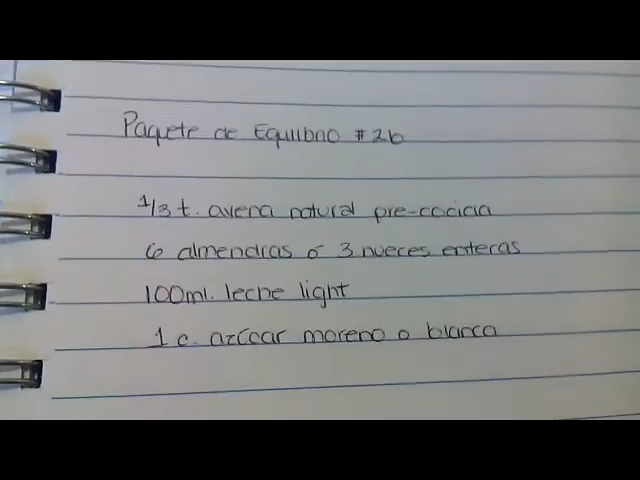 Paquete de Equilibrio #2b
1/3 t. avena natural pre-cocida
6 almendras ó 3 nueces enteras
100ml. leche light
1 c. azúcar moreno o blanca